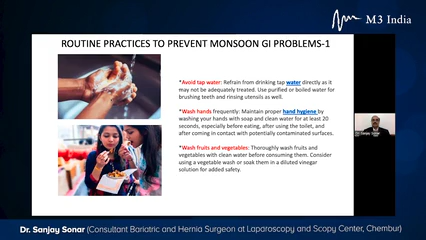 M3 India
ROUTINE PRACTICES TO PREVENT MONSOON GI PROBLEMS-1
*Avoid tap water: Refrain from drinking tap water directly as it
may not be adequately treated. Use purified or boiled water for
brushing teeth and rinsing utensils as well.
*Wash hands frequently: Maintain proper hand hygiene by
washing your hands with soap and clean water for at least 20
seconds, especially before eating, after using the toilet, and
after coming in contact with potentially contaminated surfaces.
*Wash fruits and vegetables: Thoroughly wash fruits and
vegetables with clean water before consuming them. Consider
using a vegetable wash or soak them in a diluted vinegar
solution for added safety.
Dr. Sanjay Sonar (Consultant Bariatric and Hernia Surgeon at Laparoscopy and Scopy Center, Chembur)